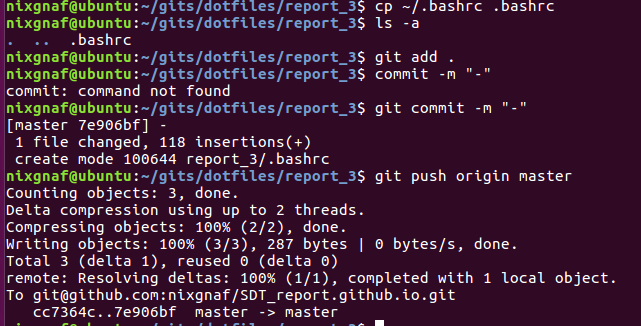 nixgnaf@ubuntu:~/gits/dotfiles/report_3$ cp ~/.bashrc .bashrc
nixgnaf@ubuntu:~/gits/dotfiles/report_3$ ls -a
.  ..  .bashrc
nixgnaf@ubuntu:~/gits/dotfiles/report_3$ git add .
nixgnaf@ubuntu:~/gits/dotfiles/report_3$ commit -m "-"
commit: command not found
nixgnaf@ubuntu:~/gits/dotfiles/report_3$ git commit -m "-"
[master 7e906bf] -
 1 file changed, 118 insertions(+)
 create mode 100644 report_3/.bashrc
nixgnaf@ubuntu:~/gits/dotfiles/report_3$ git push origin master
Counting objects: 3, done.
Delta compression using up to 2 threads.
Compressing objects: 100% (2/2), done.
Writing objects: 100% (3/3), 287 bytes | 0 bytes/s, done.
Total 3 (delta 1), reused 0 (delta 0)
remote: Resolving deltas: 100% (1/1), completed with 1 local object.
To git@github.com:nixgnaf/SDT_report.github.io.git
   cc7364c..7e906bf  master -> master